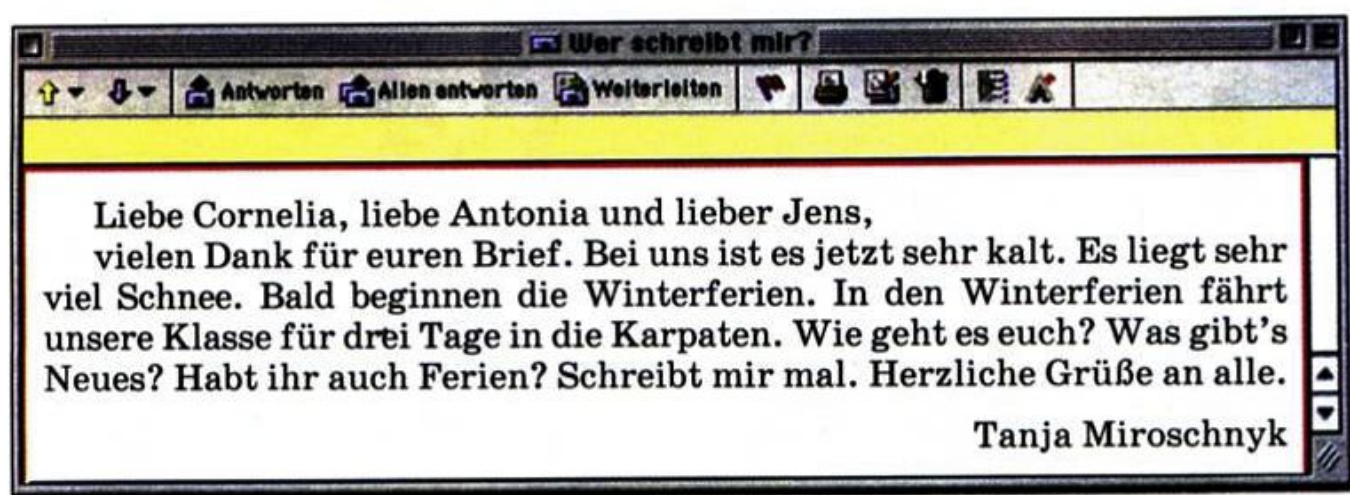 Wer schreibt mir?
Antworten Allen antworten Weiterleiten
Liebe Cornelia, liebe Antonia und lieber Jens,
vielen Dank für euren Brief. Bei uns ist es jetzt sehr kalt. Es liegt sehr
viel Schnee. Bald beginnen die Winterferien. In den Winterferien fährt
unsere Klasse für drei Tage in die Karpaten. Wie geht es euch? Was gibt's
Neues? Habt ihr auch Ferien? Schreibt mir mal. Herzliche Grüße an alle.
Tanja Miroschnyk